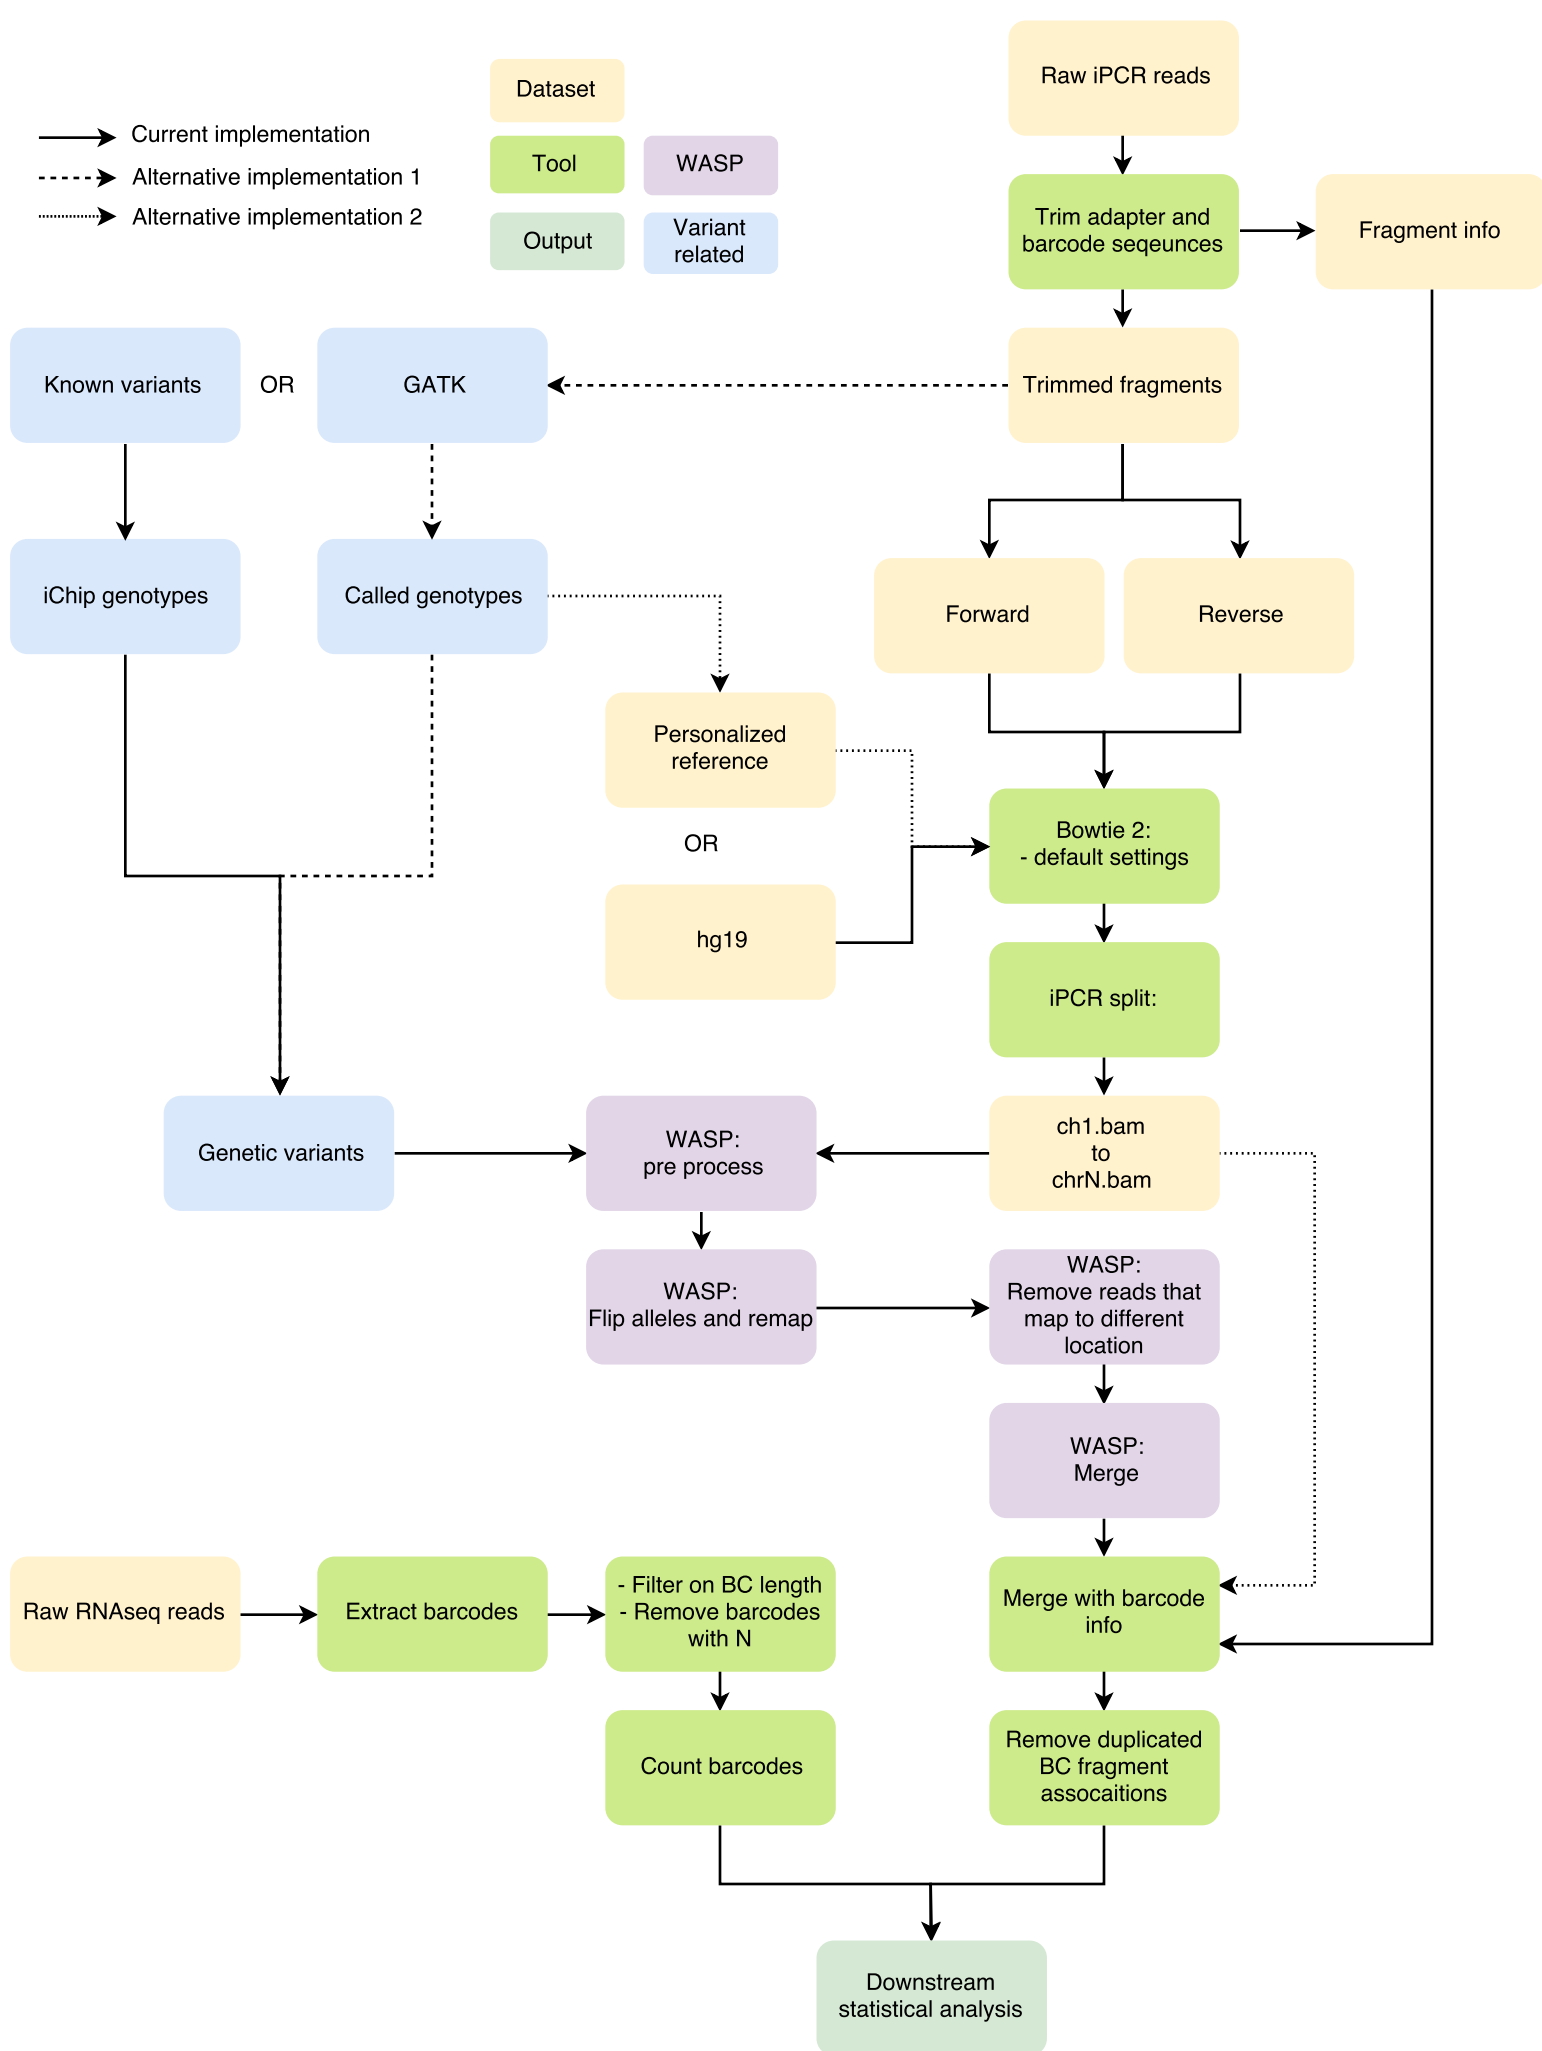 Raw iPCR reads
Dataset
Current implementation
Tool
WASP
Alternative implementation 1
Alternative implementation 2
Output
Variant
related
Trim adapter and
barcode seqeunces
Fragment info
Known variants
OR
GATK
Trimmed fragments
iChip genotypes
Called genotypes
Forward
Reverse
Personalized
reference
OR
Bowtie 2:
- default settings
hg19
iPCR split:
Genetic variants
WASP:
pre process
ch1.bam
to
chrN.bam
WASP:
Flip alleles and remap
WASP:
Remove reads that
map to different
location
WASP:
Merge
Raw RNAseq reads
Extract barcodes
- Filter on BC length
- Remove barcodes
with N
Merge with barcode
info
Count barcodes
Remove duplicated
BC fragment
assocaitions
Downstream
statistical analysis